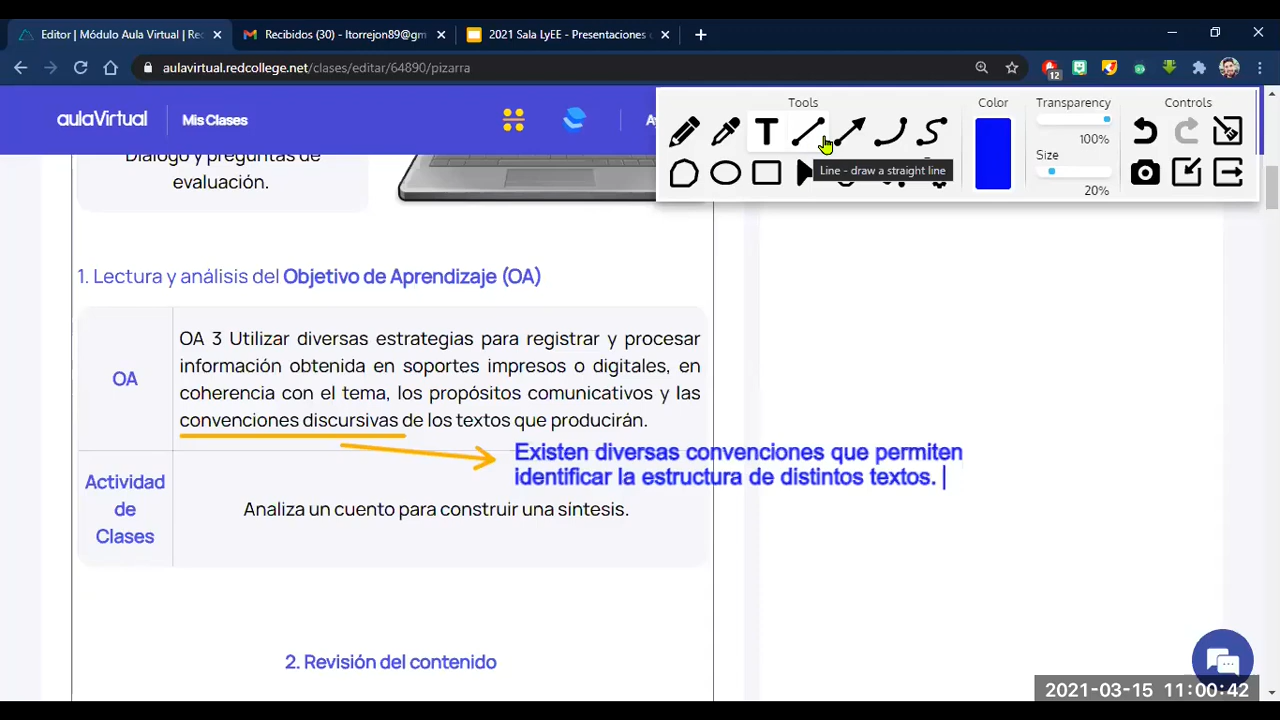 Editor | Módulo Aula Virtual | Rec
Recibidos (30) - ltorrejon89@gm
2021 Sala LyEE - Presentaciones d
aulavirtual.redcollege.net/clases/editar/64890/pizarra
12
aulaVirtual
Mis Clases
Ay
Tools
Color
Transparency
Controls
100%
Size
20%
T
Line - draw a straight line
Diálogo y preguntas de
evaluación.
1. Lectura y análisis del Objetivo de Aprendizaje (OA)
OA
OA 3 Utilizar diversas estrategias para registrar y procesar
información obtenida en soportes impresos o digitales, en
coherencia con el tema, los propósitos comunicativos y las
convenciones discursivas de los textos que producirán.
Existen diversas convenciones que permiten
identificar la estructura de distintos textos.
Actividad
de
Clases
Analiza un cuento para construir una síntesis.
2. Revisión del contenido
2021-03-15 11:00:42